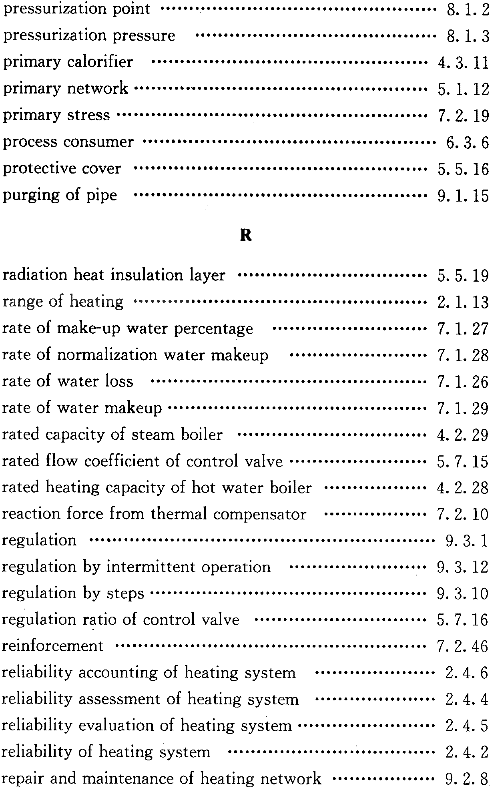 pressurization point ································ 8. 1. 2
pressurization pressure ································ 8. 1. 3
primary calorifier ································ 4. 3. 11
primary network ································ 5. 1. 12
primary stress ································ 7. 2. 19
process consumer ································ 6. 3. 6
protective cover ································ 5. 5. 16
purging of pipe ································ 9. 1. 15
R
radiation heat insulation layer ································ 5. 5. 19
range of heating ································ 2. 1. 13
rate of make-up water percentage ································ 7. 1. 27
rate of normalization water makeup ································ 7. 1. 28
rate of water loss ································ 7. 1. 26
rate of water makeup ································ 7. 1. 29
rated capacity of steam boiler ································ 4. 2. 29
rated flow coefficient of control valve ································ 5. 7. 15
rated heating capacity of hot water boiler ································ 4. 2. 28
reaction force from thermal compensator ································ 7. 2. 10
regulation ································ 9. 3. 1
regulation by intermittent operation ································ 9. 3. 12
regulation by steps ································ 9. 3. 10
regulation ratio of control valve ································ 5. 7. 16
reinforcement ································ 7. 2. 46
reliability accounting of heating system ································ 2. 4. 6
reliability assessment of heating system ································ 2. 4. 4
reliability evaluation of heating system ································ 2. 4. 5
reliability of heating system ································ 2. 4. 2
repair and maintenance of heating network ································ 9. 2. 8